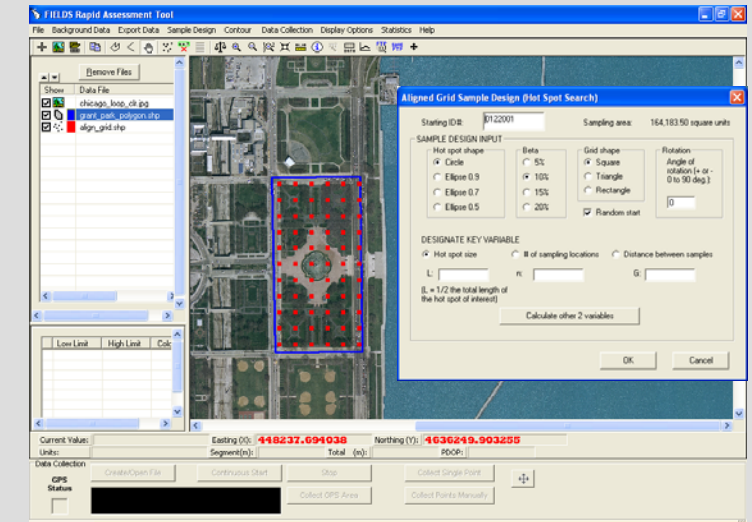 FIELDS Rapid Assessment Tool
File Background Data Export Data Sample Design Contour Data Collection Display Options Statistics Help
Remove Files
Show Data File
chicago_loop_clr.jpg
grant_park_polygon.shp
align_grid.shp
Low Limit High Limit Colo
Aligned Grid Sample Design (Hot Spot Search)
Starting ID#: 0122001 Sampling area: 164,183.50 square units
SAMPLE DESIGN INPUT
Hot spot shape
Circle
Ellipse 0.9
Ellipse 0.7
Ellipse 0.5
Beta
5%
10%
15%
20%
Grid shape
Square
Triangle
Rectangle
Random start
Rotation
Angle of
rotation (+ or -
0 to 90 deg.):
0
DESIGNATE KEY VARIABLE
Hot spot size # of sampling locations Distance between samples
L: n: G:
(L = 1/2 the total length of
the hot spot of interest)
Calculate other 2 variables
OK Cancel
Current Value: Easting (X): 448237.694038 Northing (Y): 4636249.903255
Units: Segment(m): Total (m): PDOP:
Data Collection
GPS
Status
Create/Open File Continuous Start Stop Collect Single Point
Collect GPS Area Collect Points Manually